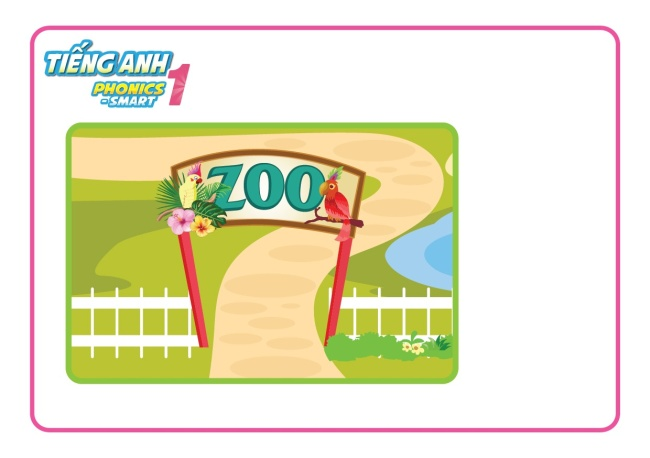 TIẾNG ANH 1
PHONICS
- SMART
ZOO